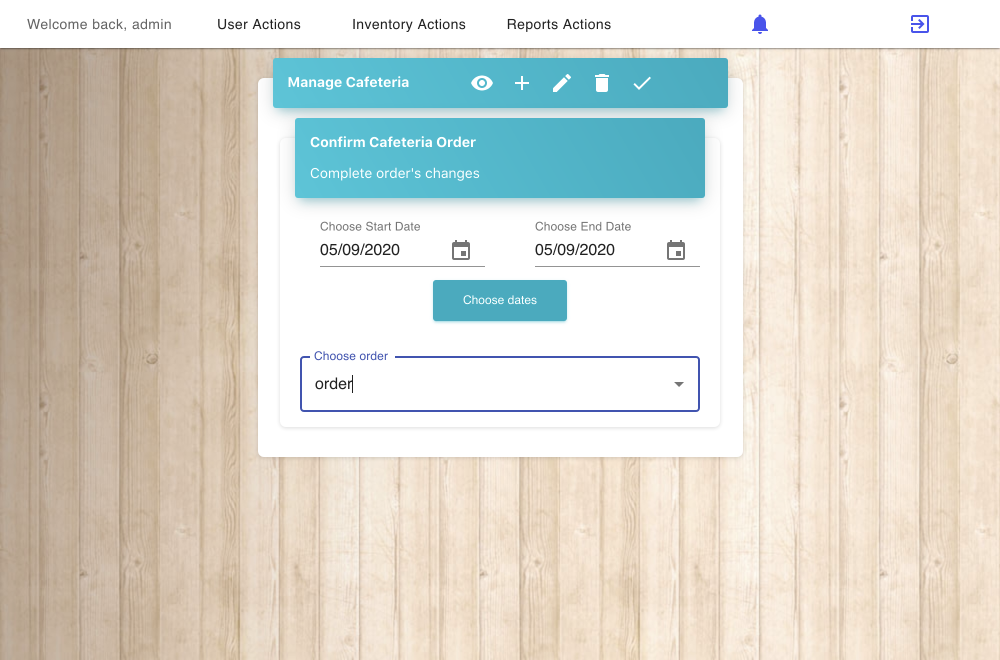 Welcome back, admin User Actions Inventory Actions Reports Actions
Manage Cafeteria
Confirm Cafeteria Order
Complete order's changes
Choose Start Date Choose End Date
05/09/2020 05/09/2020
Choose dates
Choose order
order